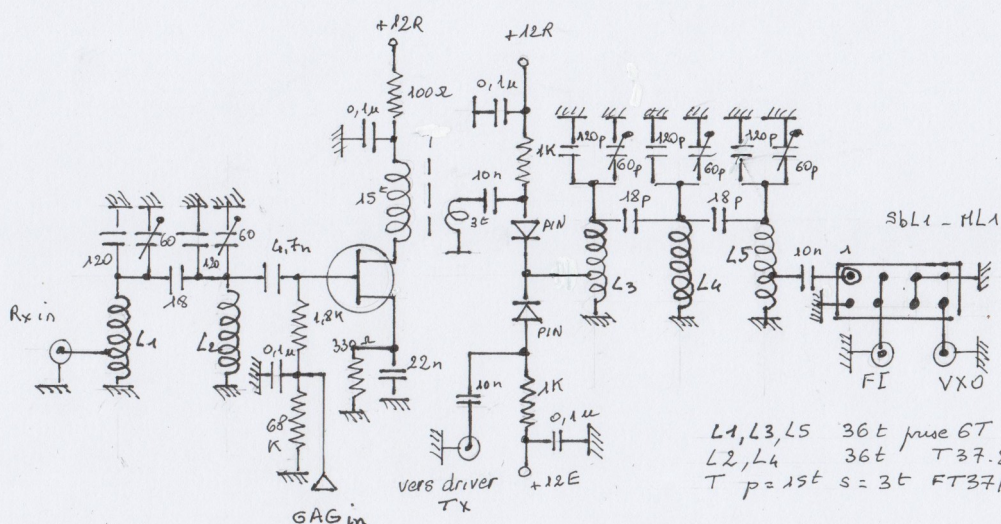 +12R
+12R
100Ω
0,1µ
0,1µ
1K
120p
60p
120p
60p
120p
60p
15t
10n
3t
PIN
18p
18p
SbL1 - ML1
120
60
120
60
4,7n
18
L3
L4
L5
10n
1
Rx in
L1
L2
1,8K
PIN
330Ω
0,1µ
22n
10n
1K
FI
VXO
68
K
0,1µ
L1, L3, L5 36t prise 6T
L2, L4 36t T37.
T p = 15t s = 3t FT37
vers driver
Tx
+12E
GAG in